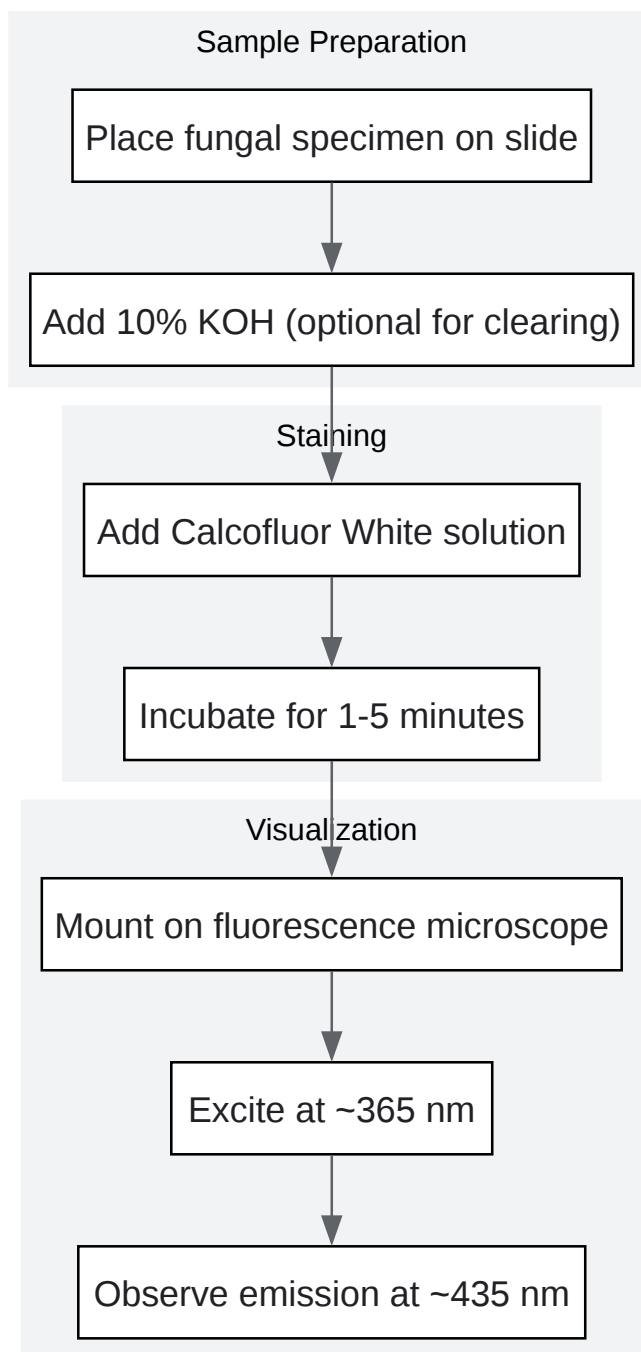 Sample Preparation
Place fungal specimen on slide
Add 10% KOH (optional for clearing)
Staining
Add Calcofluor White solution
Incubate for 1-5 minutes
Visualization
Mount on fluorescence microscope
Excite at ~365 nm
Observe emission at ~435 nm